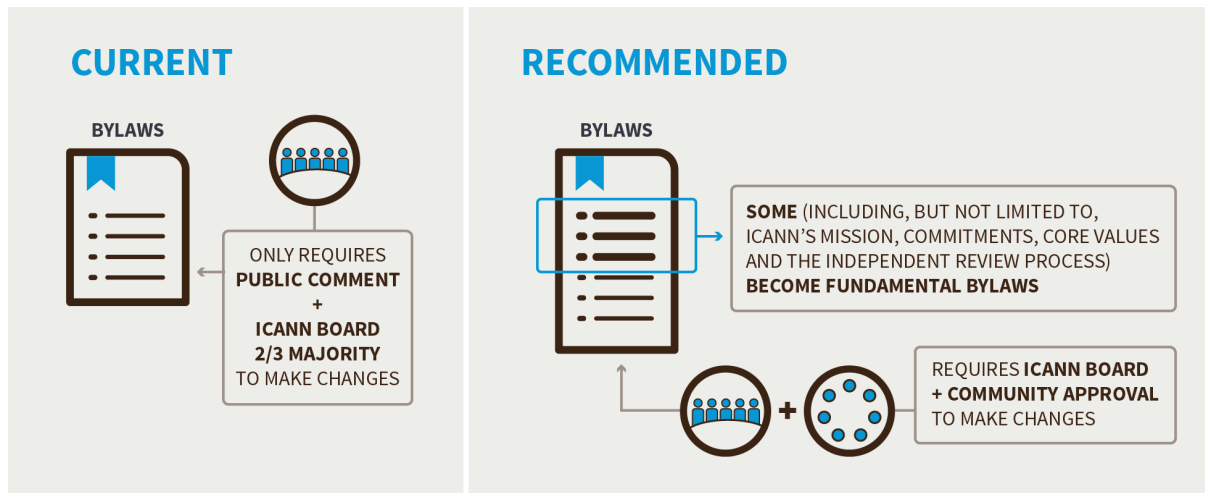 CURRENT
BYLAWS
ONLY REQUIRES
PUBLIC COMMENT
+
ICANN BOARD
2/3 MAJORITY
TO MAKE CHANGES
RECOMMENDED
BYLAWS
SOME (INCLUDING, BUT NOT LIMITED TO,
ICANN’S MISSION, COMMITMENTS, CORE VALUES
AND THE INDEPENDENT REVIEW PROCESS)
BECOME FUNDAMENTAL BYLAWS
+
REQUIRES ICANN BOARD
+ COMMUNITY APPROVAL
TO MAKE CHANGES